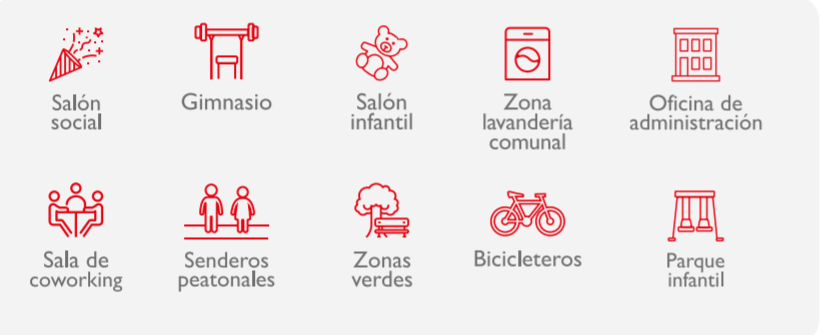 Salón
social
Gimnasio
Salón
infantil
Zona
lavandería
comunal
Oficina de
administración
Sala de
coworking
Senderos
peatonales
Zonas
verdes
Bicicleteros
Parque
infantil